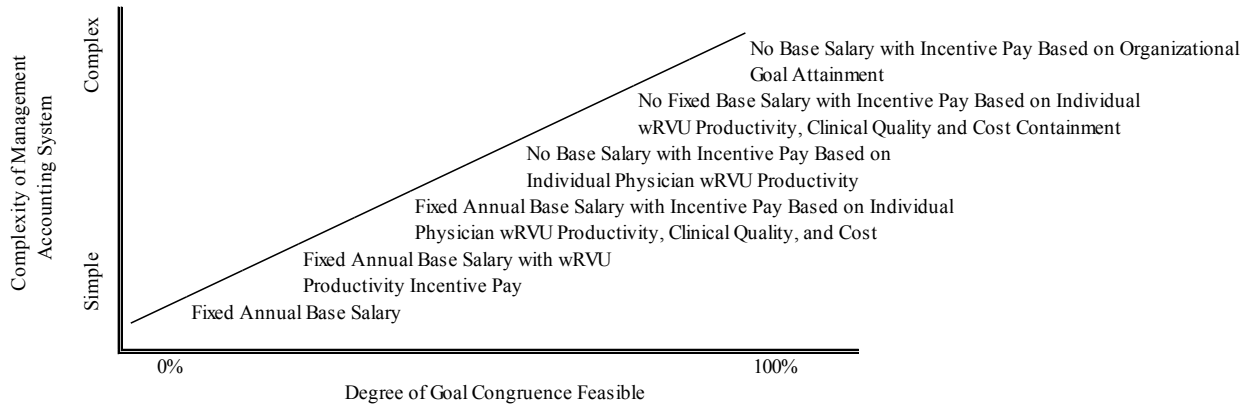 Complexity of Management
Accounting System
Complex
Simple
No Base Salary with Incentive Pay Based on Organizational
Goal Attainment
No Fixed Base Salary with Incentive Pay Based on Individual
wRVU Productivity, Clinical Quality and Cost Containment
No Base Salary with Incentive Pay Based on
Individual Physician wRVU Productivity
Fixed Annual Base Salary with Incentive Pay Based on Individual
Physician wRVU Productivity, Clinical Quality, and Cost
Fixed Annual Base Salary with wRVU
Productivity Incentive Pay
Fixed Annual Base Salary
0%
100%
Degree of Goal Congruence Feasible